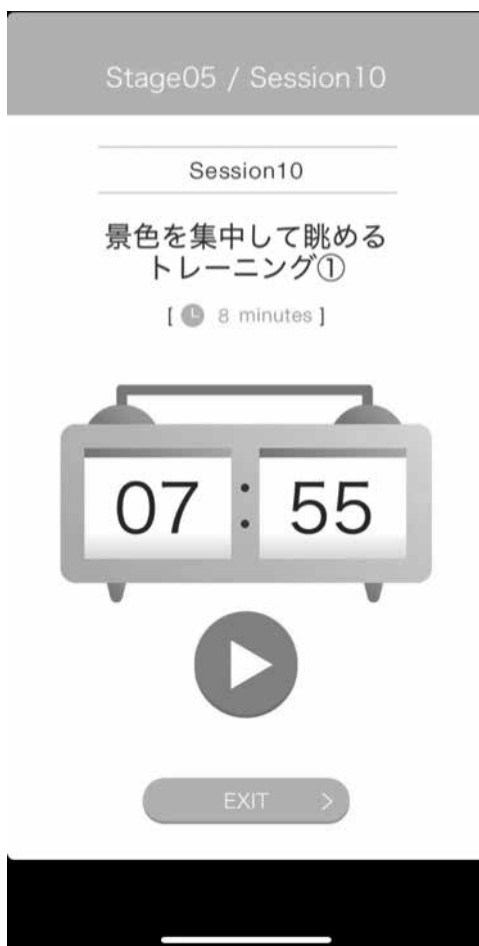 Stage05 / Session10
Session10
景色を集中して眺める
トレーニング①
[ 8 minutes ]
07 : 55
EXIT >